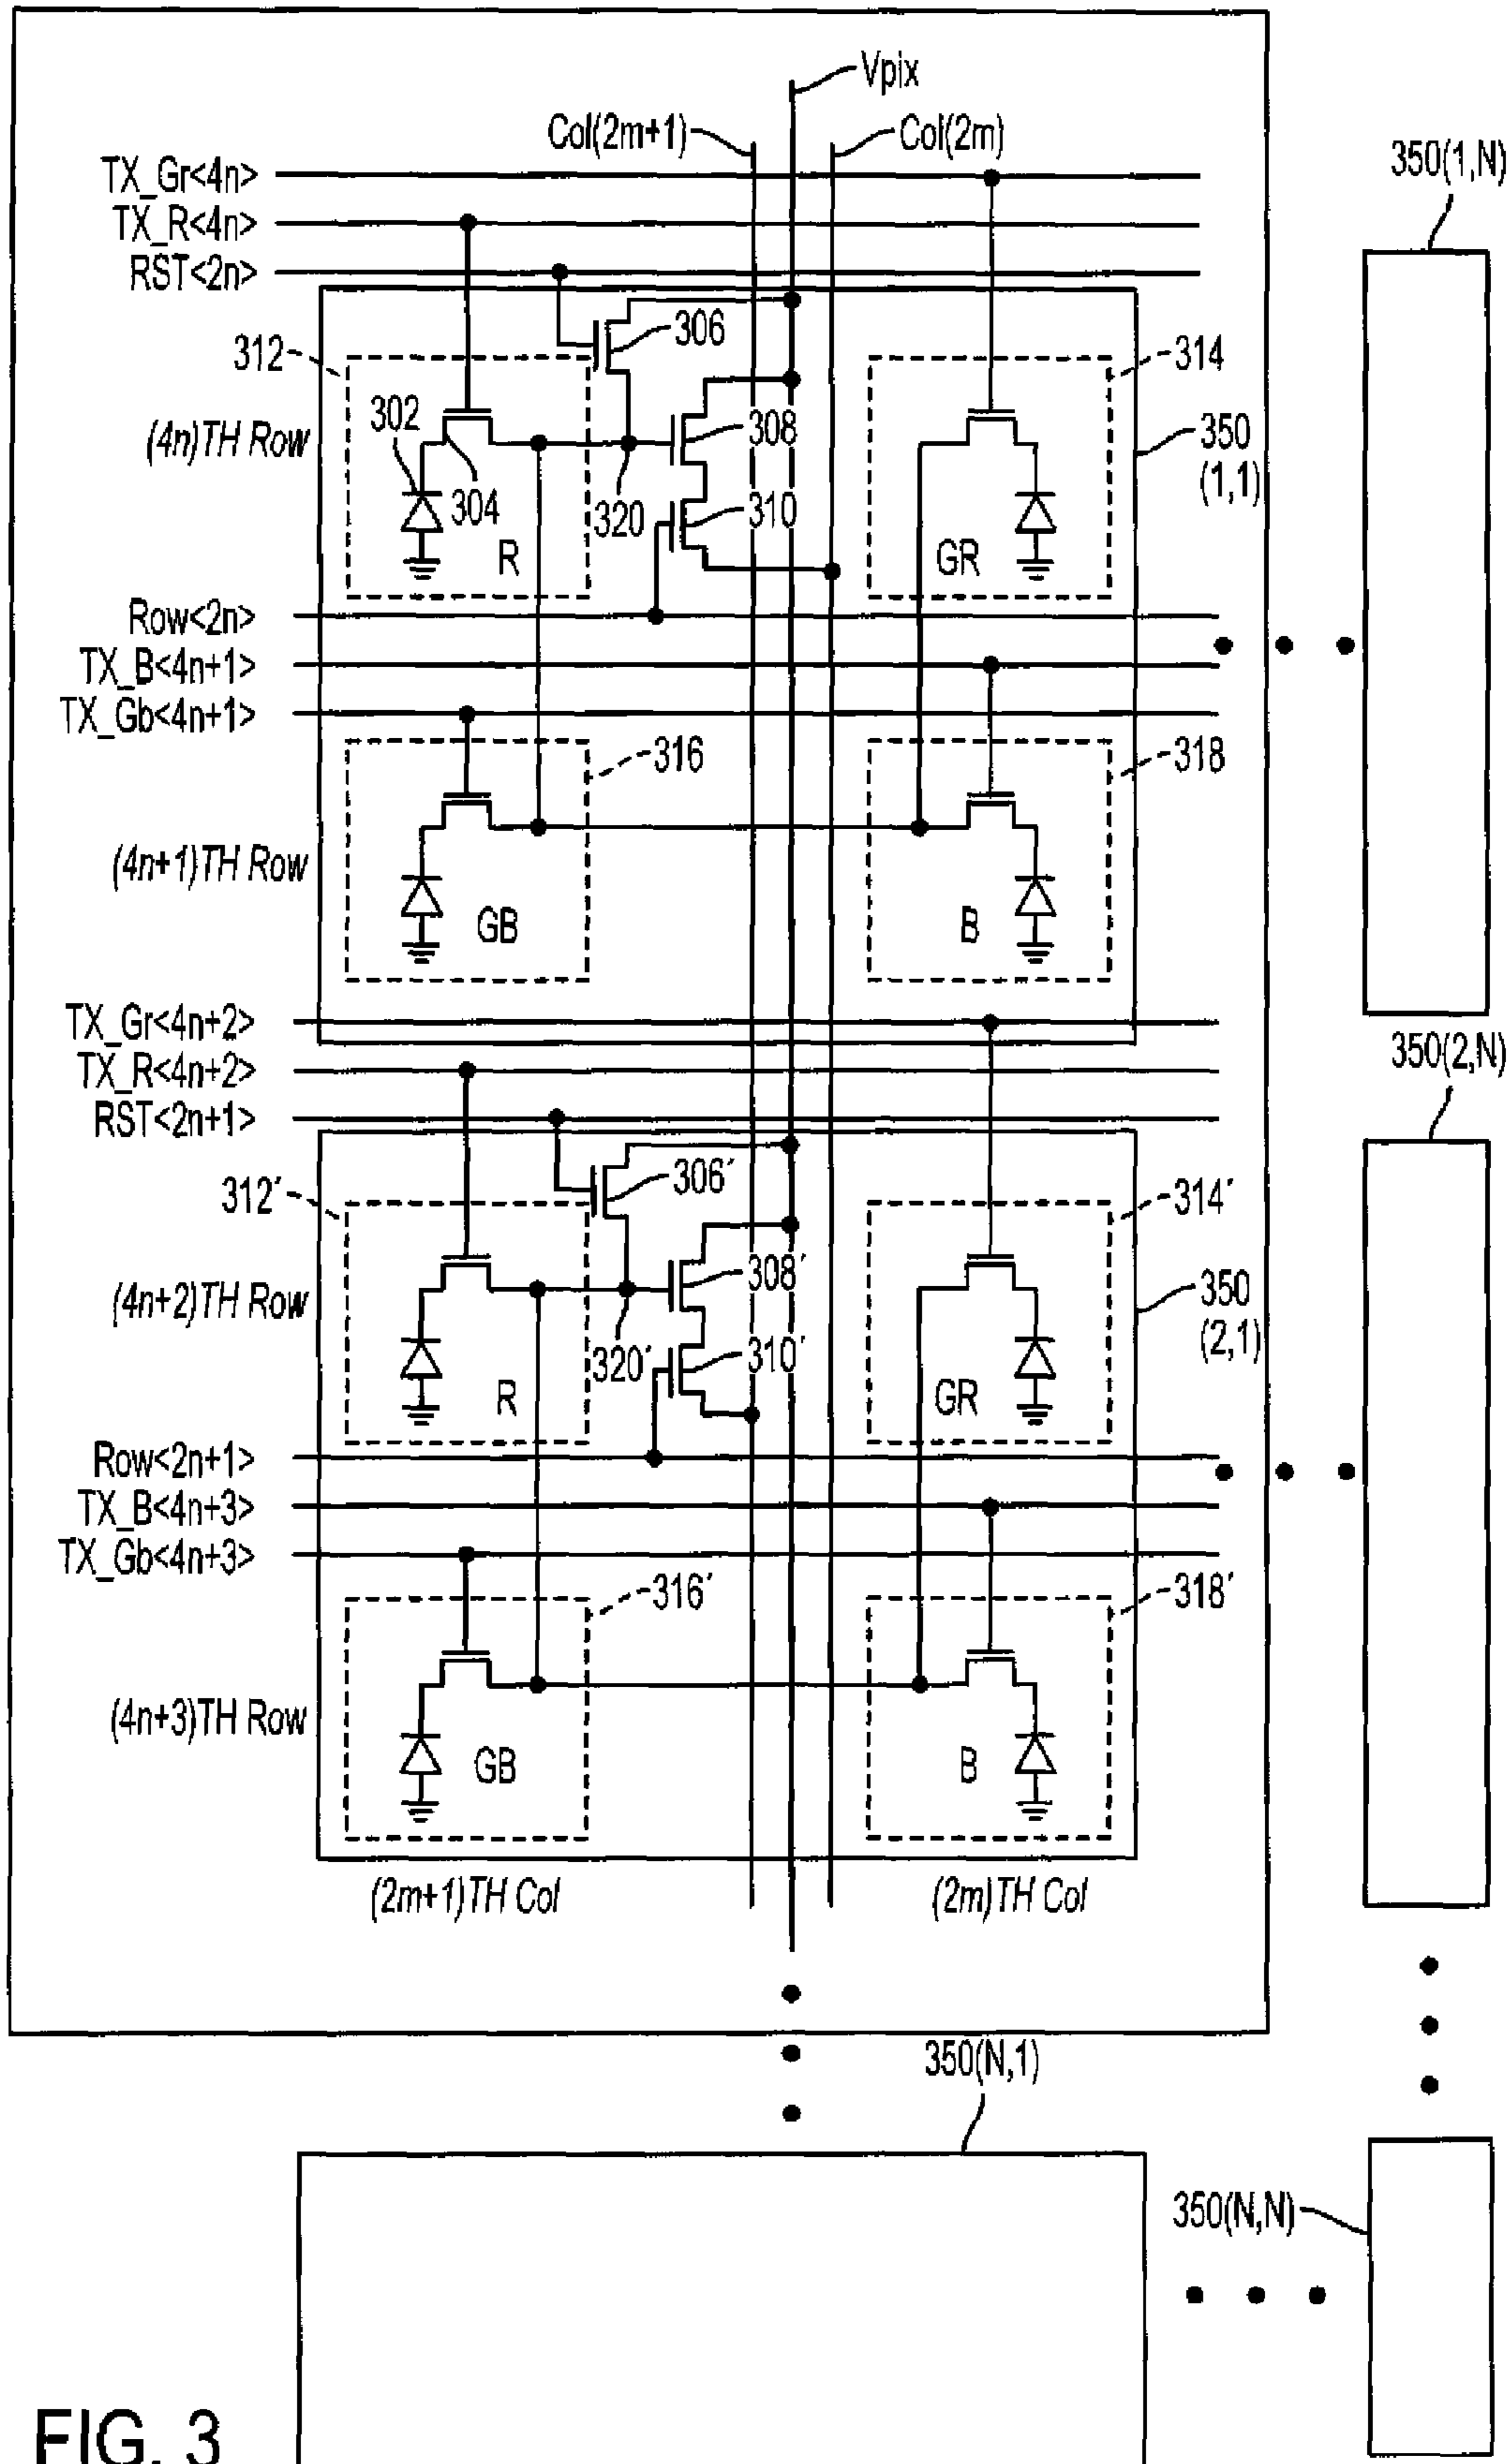 Vpix
Col(2m+1)
Col(2m)
TX_Gr<4n>
TX_R<4n>
RST<2n>
350(1,N)
312
306
314
302
(4n)TH Row
308
350
(1,1)
304
320
310
R
GR
Row<2n>
TX_B<4n+1>
TX_Gb<4n+1>
316
318
(4n+1)TH Row
GB
B
TX_Gr<4n+2>
TX_R<4n+2>
RST<2n+1>
350(2,N)
312′
306′
314′
(4n+2)TH Row
308′
350
(2,1)
320′
310′
R
GR
Row<2n+1>
TX_B<4n+3>
TX_Gb<4n+3>
316′
318′
(4n+3)TH Row
GB
B
(2m+1)TH Col
(2m)TH Col
350(N,1)
350(N,N)
FIG. 3